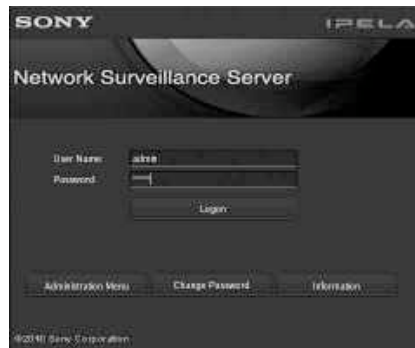 SONY
IPELA
Network Surveillance Server
User Name
admin
Password
Logon
Administration Menu
Change Password
Information
©2010 Sony Corporation